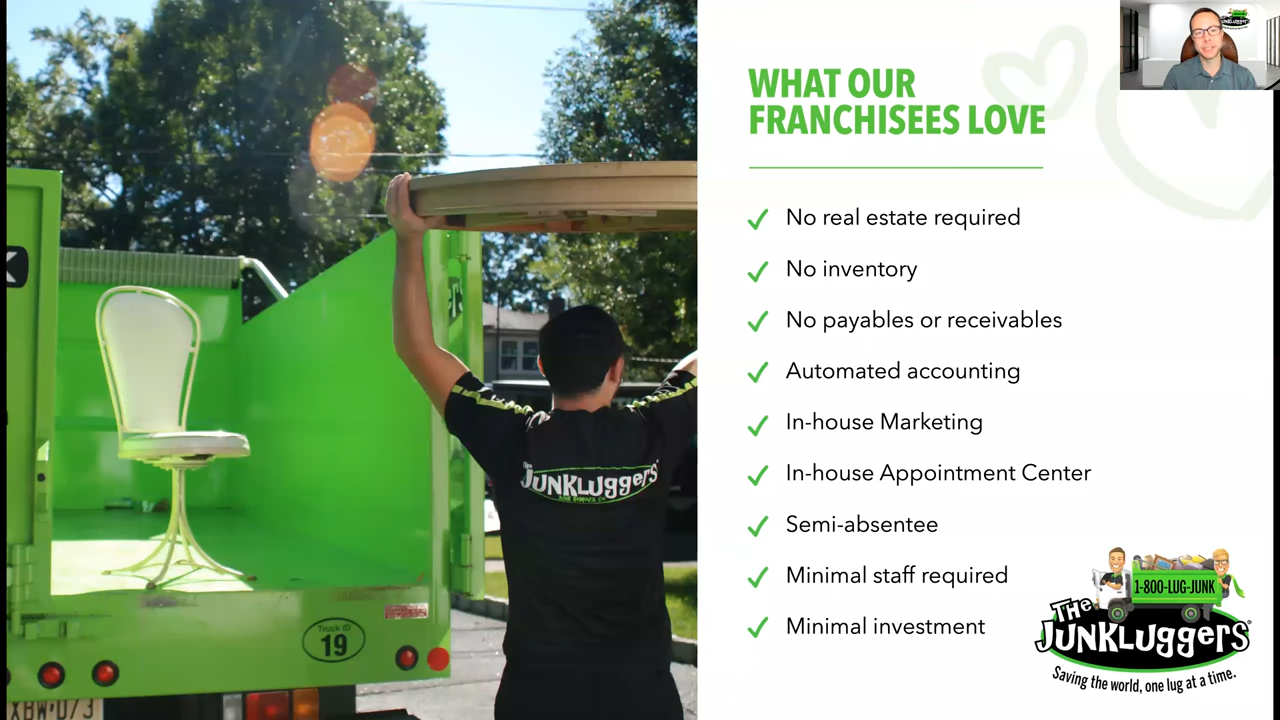 WHAT OUR
FRANCHISEES LOVE
No real estate required
No inventory
No payables or receivables
Automated accounting
In-house Marketing
In-house Appointment Center
Semi-absentee
Minimal staff required
Minimal investment
1-800-LUG-JUNK
THE
JUNKLUGGERS®
Saving the world, one lug at a time.
The
JUNKLUGGERS
Truck ID
19